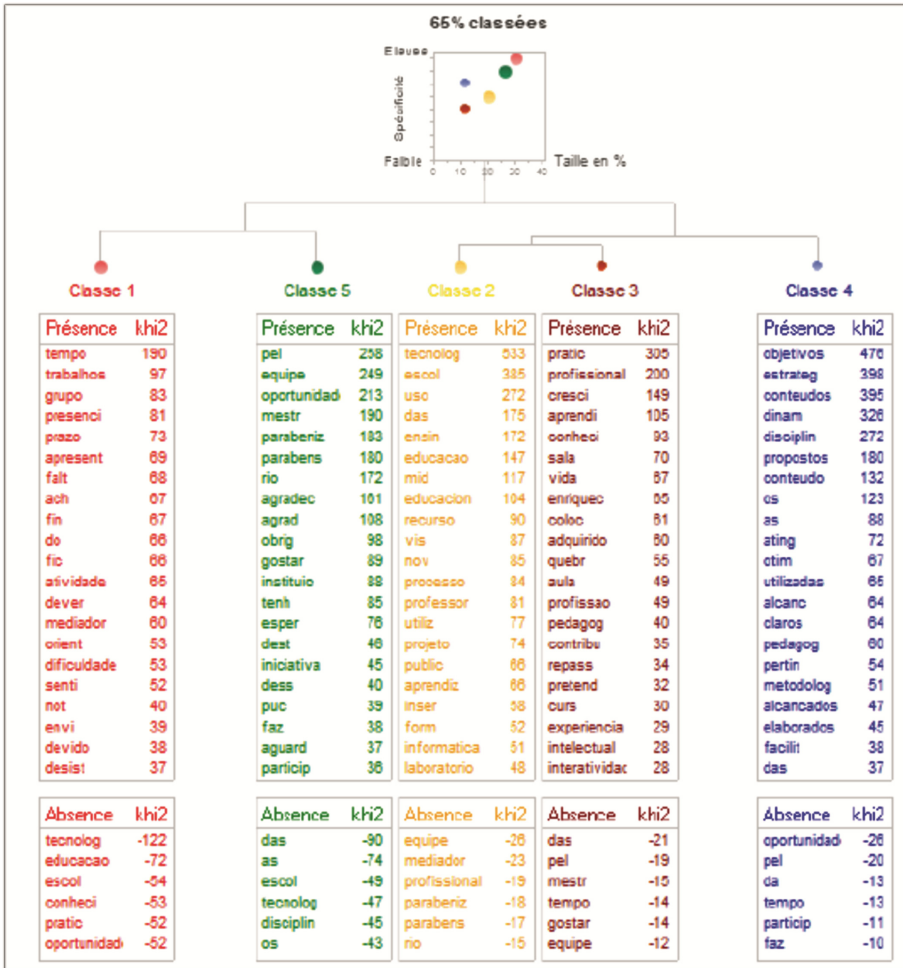 65% classées
Elevée
Spécificité
Faible
0 10 20 30 40
Taille en %
Classe 1
Présence khi2
tempo 190
trabalhos 97
grupo 83
presenci 81
prazo 73
apresent 69
falt 68
ach 67
fin 67
do 66
fic 66
atividade 65
dever 64
mediador 60
orient 53
dificuldade 53
senti 52
not 40
envi 39
devido 38
desist 37
Absence khi2
tecnolog -122
educacao -72
escol -54
conheci -53
pratic -52
oportunidad -52
Classe 5
Présence khi2
pel 258
equipe 249
oportunidad 213
mestr 190
parabeniz 183
parabens 180
rio 172
agradec 161
agrad 108
obrig 98
gostar 89
instituio 88
tenh 85
esper 76
dest 46
iniciativa 45
dess 40
puc 39
faz 38
aguard 37
particip 36
Absence khi2
das -90
as -74
escol -49
tecnolog -47
disciplin -45
os -43
Classe 2
Présence khi2
tecnolog 533
escol 385
uso 272
das 175
ensin 172
educacao 147
mid 117
educacion 104
recurso 90
vis 87
nov 85
processo 84
professor 81
utiliz 77
projeto 74
public 66
aprendiz 66
inser 58
form 52
informatica 51
laboratorio 48
Absence khi2
equipe -26
mediador -23
profissional -19
parabeniz -18
parabens -17
rio -15
Classe 3
Présence khi2
pratic 305
profissional 200
cresci 149
aprendi 105
conheci 93
sala 70
vida 67
enriquec 65
coloc 61
adquirido 60
quebr 55
aula 49
profissao 49
pedagog 40
contribu 35
repass 34
pretend 32
curs 30
experiencia 29
intelectual 28
interatividac 28
Absence khi2
das -21
pel -19
mestr -15
tempo -14
gostar -14
equipe -12
Classe 4
Présence khi2
objetivos 476
estrateg 398
conteudos 395
dinam 326
disciplin 272
propostos 180
conteudo 132
os 123
as 88
ating 72
otim 67
utilizadas 65
alcanc 64
claros 64
pedagog 60
pertin 54
metodolog 51
alcancados 47
elaborados 45
facilit 38
das 37
Absence khi2
oportunidad -26
pel -20
da -13
tempo -13
particip -11
faz -10